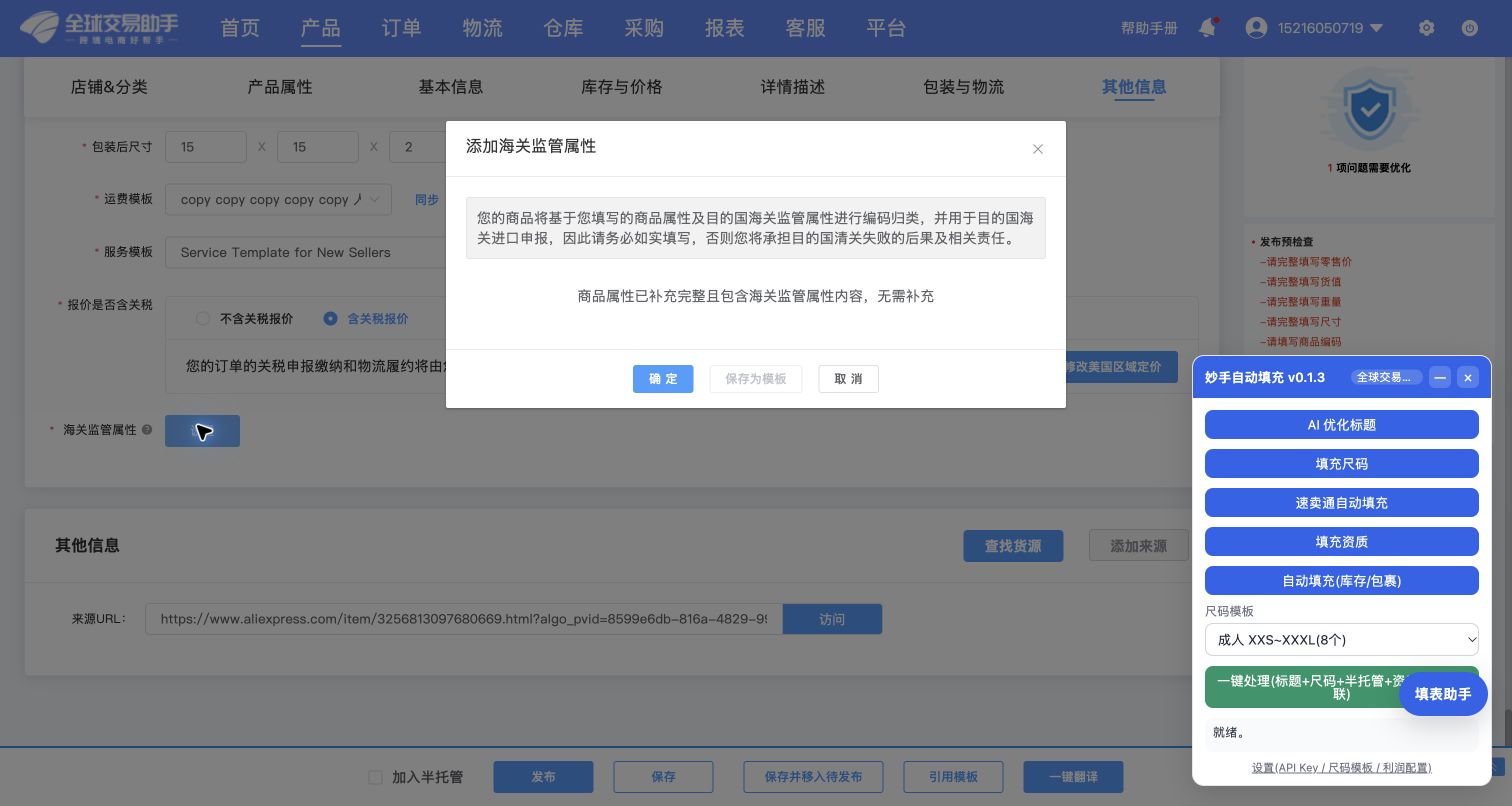 全球交易助手
跨境电商好帮手
首页 产品 订单 物流 仓库 采购 报表 客服 平台
帮助手册 15216050719
店铺&分类 产品属性 基本信息 库存与价格 详情描述 包装与物流 其他信息
* 包装后尺寸 15 X 15 X 2
* 运费模板 copy copy copy copy copy 同步
* 服务模板 Service Template for New Sellers
* 报价是否含关税
不含关税报价 含关税报价
您的订单的关税申报缴纳和物流履约将由 修改美国区域定价
* 海关监管属性
添加海关监管属性
您的商品将基于您填写的商品属性及目的国海关监管属性进行编码归类，并用于目的国海
关进口申报，因此请务必如实填写，否则您将承担目的国清关失败的后果及相关责任。
商品属性已补充完整且包含海关监管属性内容，无需补充
确 定 保存为模板 取 消
1 项问题需要优化
发布预检查
–请完整填写零售价
–请完整填写货值
–请完整填写重量
–请完整填写尺寸
–请填写商品编码
妙手自动填充 v0.1.3 全球交易...
AI 优化标题
填充尺码
速卖通自动填充
填充资质
自动填充(库存/包裹)
尺码模板
成人 XXS~XXXL(8个)
一键处理(标题+尺码+半托管+资
联)
填表助手
就绪。
设置(API Key / 尺码模板 / 利润配置)
其他信息 查找货源 添加来源
来源URL： https://www.aliexpress.com/item/3256813097680669.html?algo_pvid=8599e6db-816a-4829-99 访问
加入半托管 发布 保存 保存并移入待发布 引用模板 一键翻译